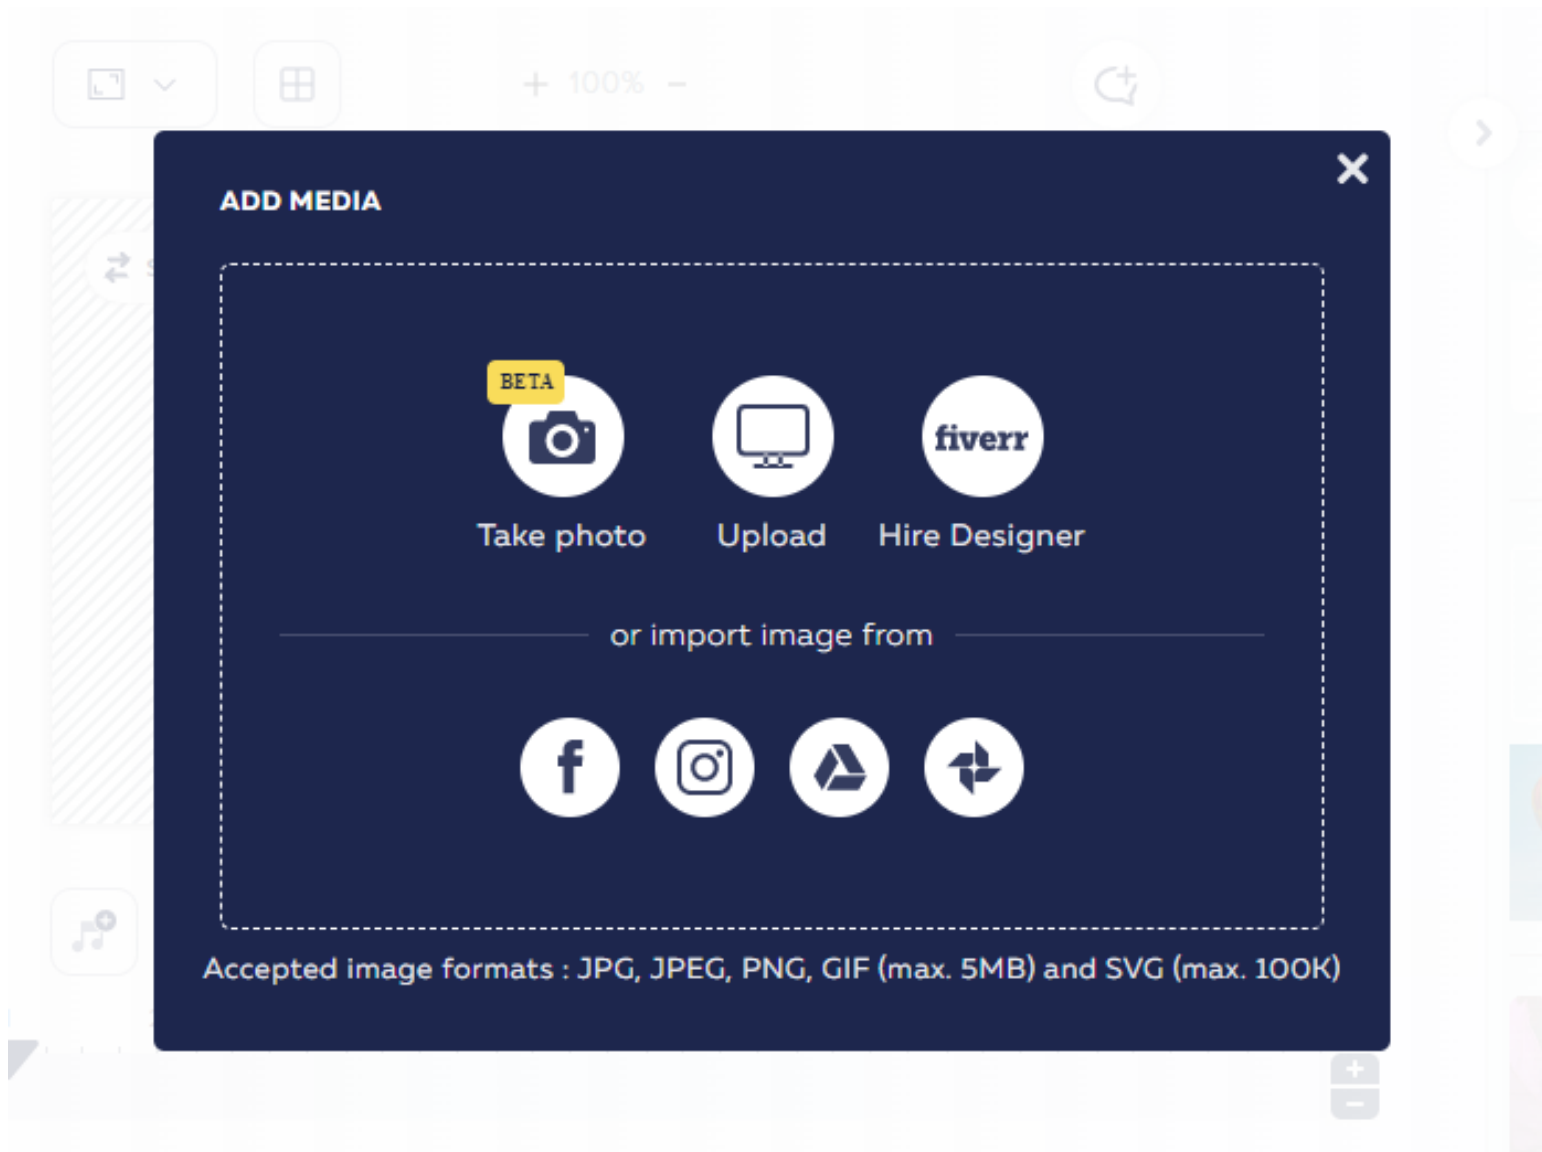 100%
ADD MEDIA
BETA
fiverr
Take photo
Upload
Hire Designer
or import image from
Accepted image formats : JPG, JPEG, PNG, GIF (max. 5MB) and SVG (max. 100K)